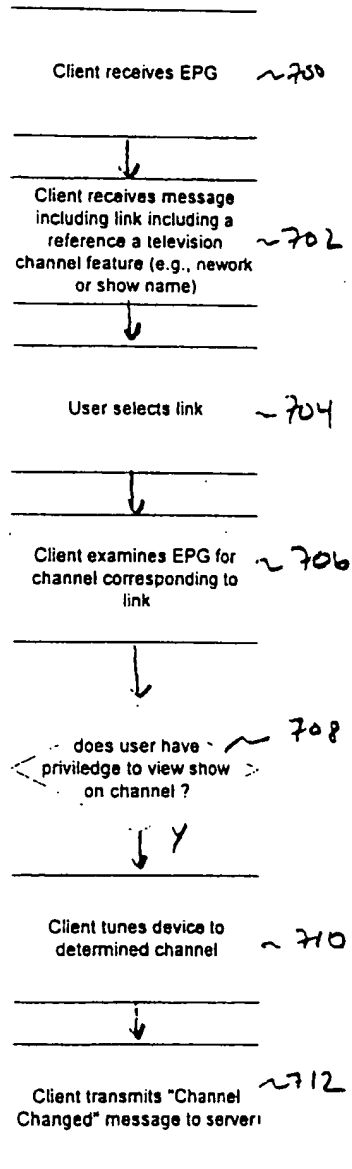 Client receives EPG ~700
Client receives message
including link including a
reference a television ~702
channel feature (e.g., nework
or show name)
User selects link ~704
Client examines EPG for ~706
channel corresponding to
link
708
does user have
priviledge to view show
on channel ?
Y
Client tunes device to
determined channel ~710
Client transmits "Channel ~712
Changed" message to server